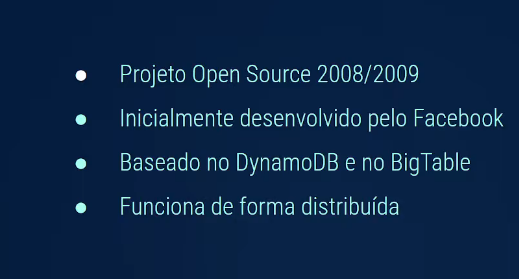 Projeto Open Source 2008/2009
Inicialmente desenvolvido pelo Facebook
Baseado no DynamoDB e no BigTable
Funciona de forma distribuída